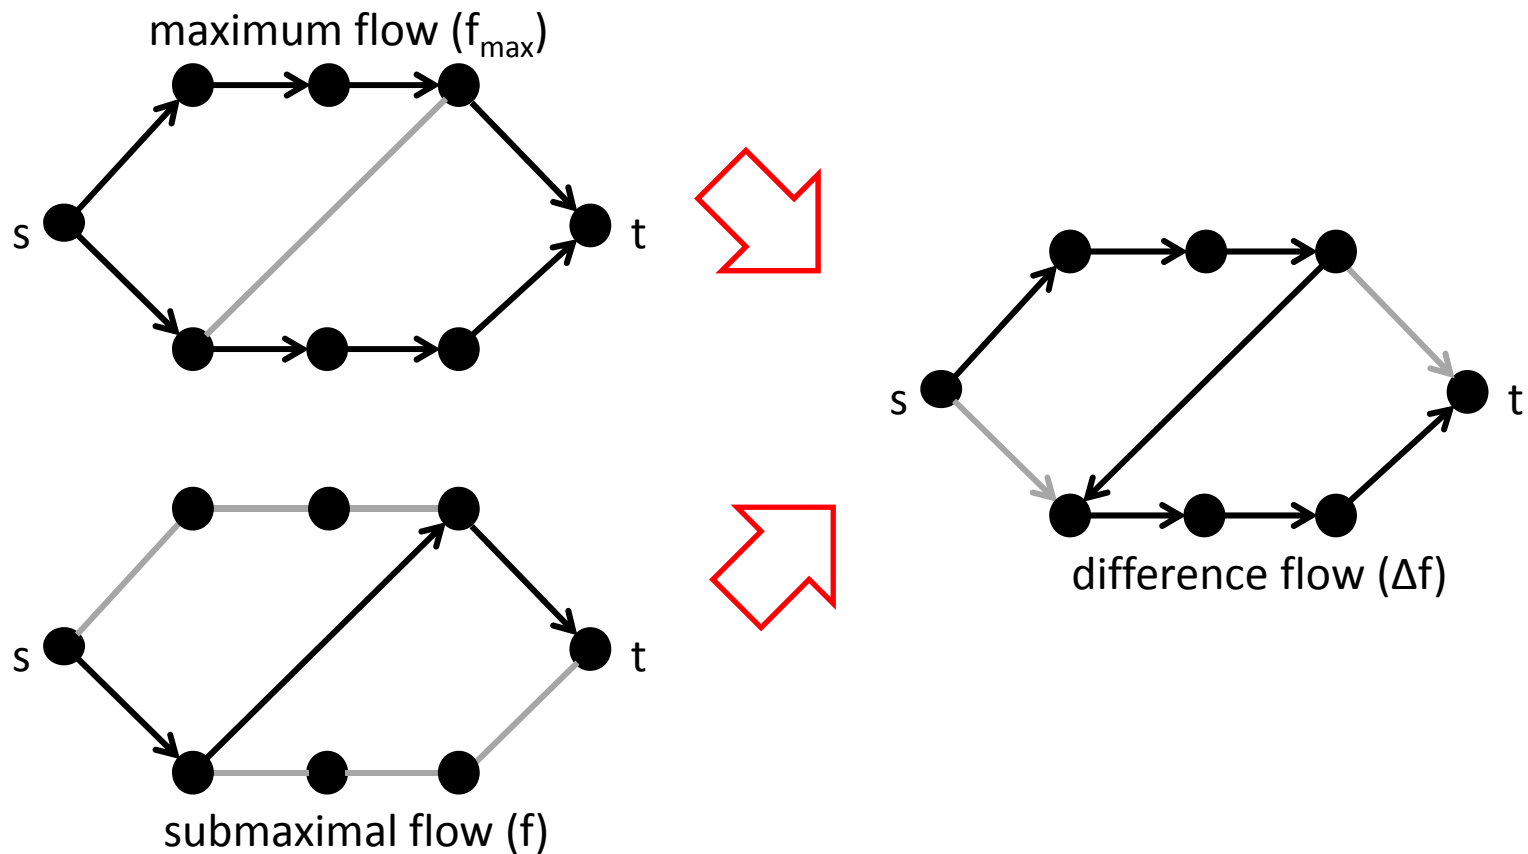 maximum flow (fmax)
s
t
s
t
submaximal flow (f)
s
t
difference flow (Δf)